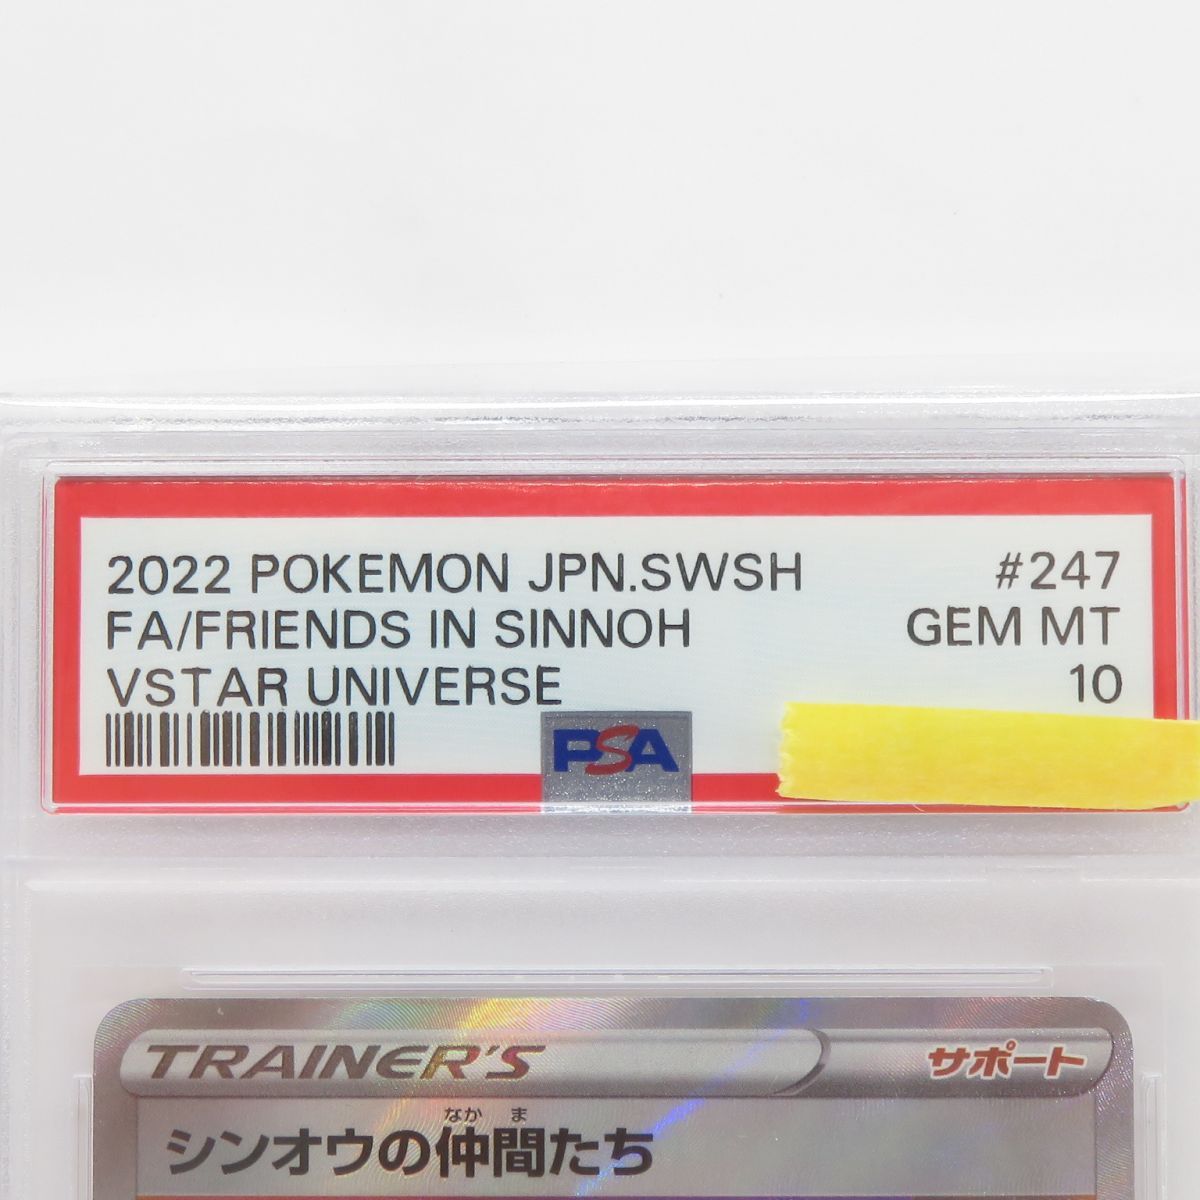 2022 POKEMON JPN.SWSH #247
FA/FRIENDS IN SINNOH GEM MT
VSTAR UNIVERSE 10
PSA
TRAINER'S サポート
なかま
シンオウの仲間たち